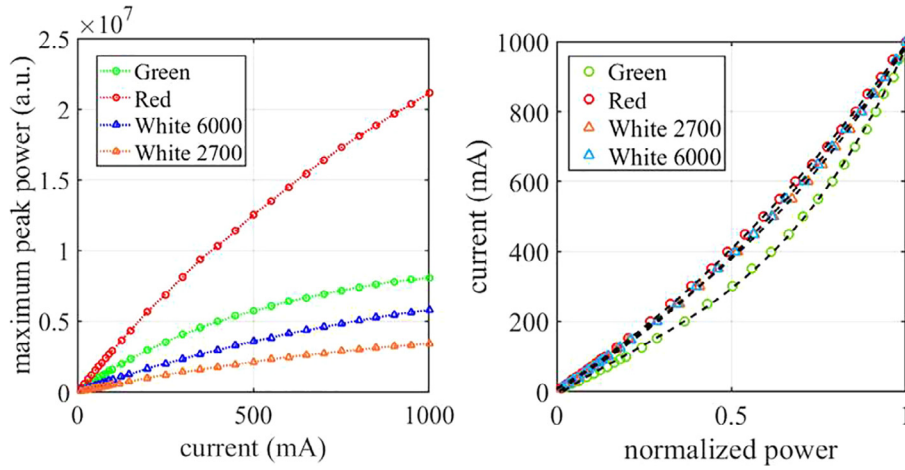 ×10⁷
maximum peak power (a.u.)
2.5
2
1.5
1
0.5
0
Green
Red
White 6000
White 2700
0
500
1000
current (mA)
current (mA)
1000
800
600
400
200
0
Green
Red
White 2700
White 6000
0
0.5
1
normalized power